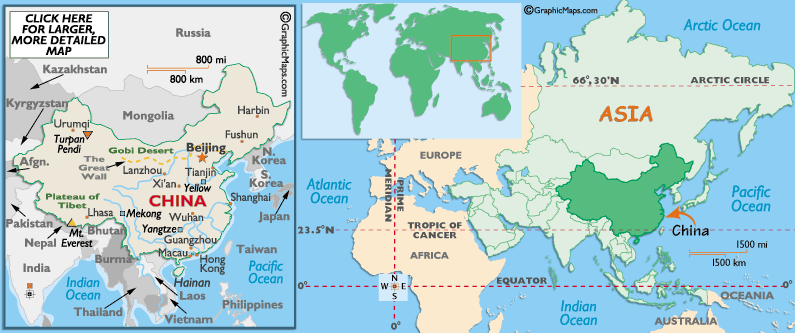 CLICK HERE
FOR LARGER,
MORE DETAILED
MAP
©GraphicMaps.com
Russia
800 mi
800 km
Kazakhstan
Kyrgyzstan
Mongolia
Harbin
Urumqi
Fushun
Turpan
Pendi
Gobi Desert
Beijing
Afgn.
The
Great
Wall
Lanzhou
Tianjin
N.
Korea
S.
Korea
Xi'an
Yellow
Plateau of
Tibet
CHINA
Shanghai
Japan
Pakistan
Lhasa
Mekong
Wuhan
Nepal
Mt.
Everest
Bhutan
Yangtze
Guangzhou
Taiwan
Burma
Macau
Hong
Kong
India
Pacific
Ocean
Indian
Ocean
Hainan
Laos
Thailand
Vietnam
Philippines
©GraphicMaps.com
Arctic Ocean
66°, 30'N
ARCTIC CIRCLE
ASIA
EUROPE
Atlantic
Ocean
PRIME
MERIDIAN
Pacific
Ocean
China
23.5°N
TROPIC OF
CANCER
AFRICA
1500 mi
1500 km
EQUATOR
0°
N
W E
S
0°
OCEANIA
Indian
Ocean
AUSTRALIA
0°